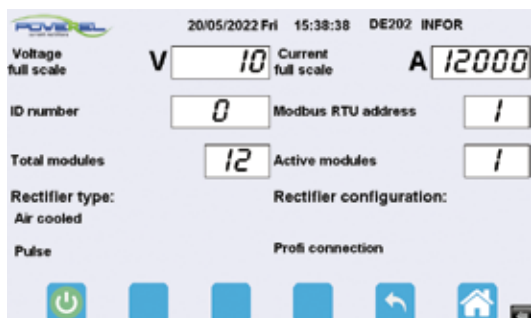 POWEREL
20/05/2022 Fri 15:38:38 DE202 INFOR
Voltage full scale V 10 Current full scale A 12000
ID number 0 Modbus RTU address 1
Total modules 12 Active modules 1
Rectifier type: Rectifier configuration:
Air cooled
Pulse Profi connection